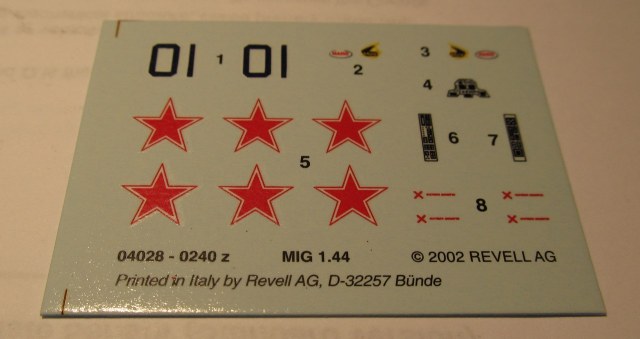 01 1 01
2
3
4
5
6 7
8
04028 - 0240 z MIG 1.44 © 2002 REVELL AG
Printed in Italy by Revell AG, D-32257 Bünde